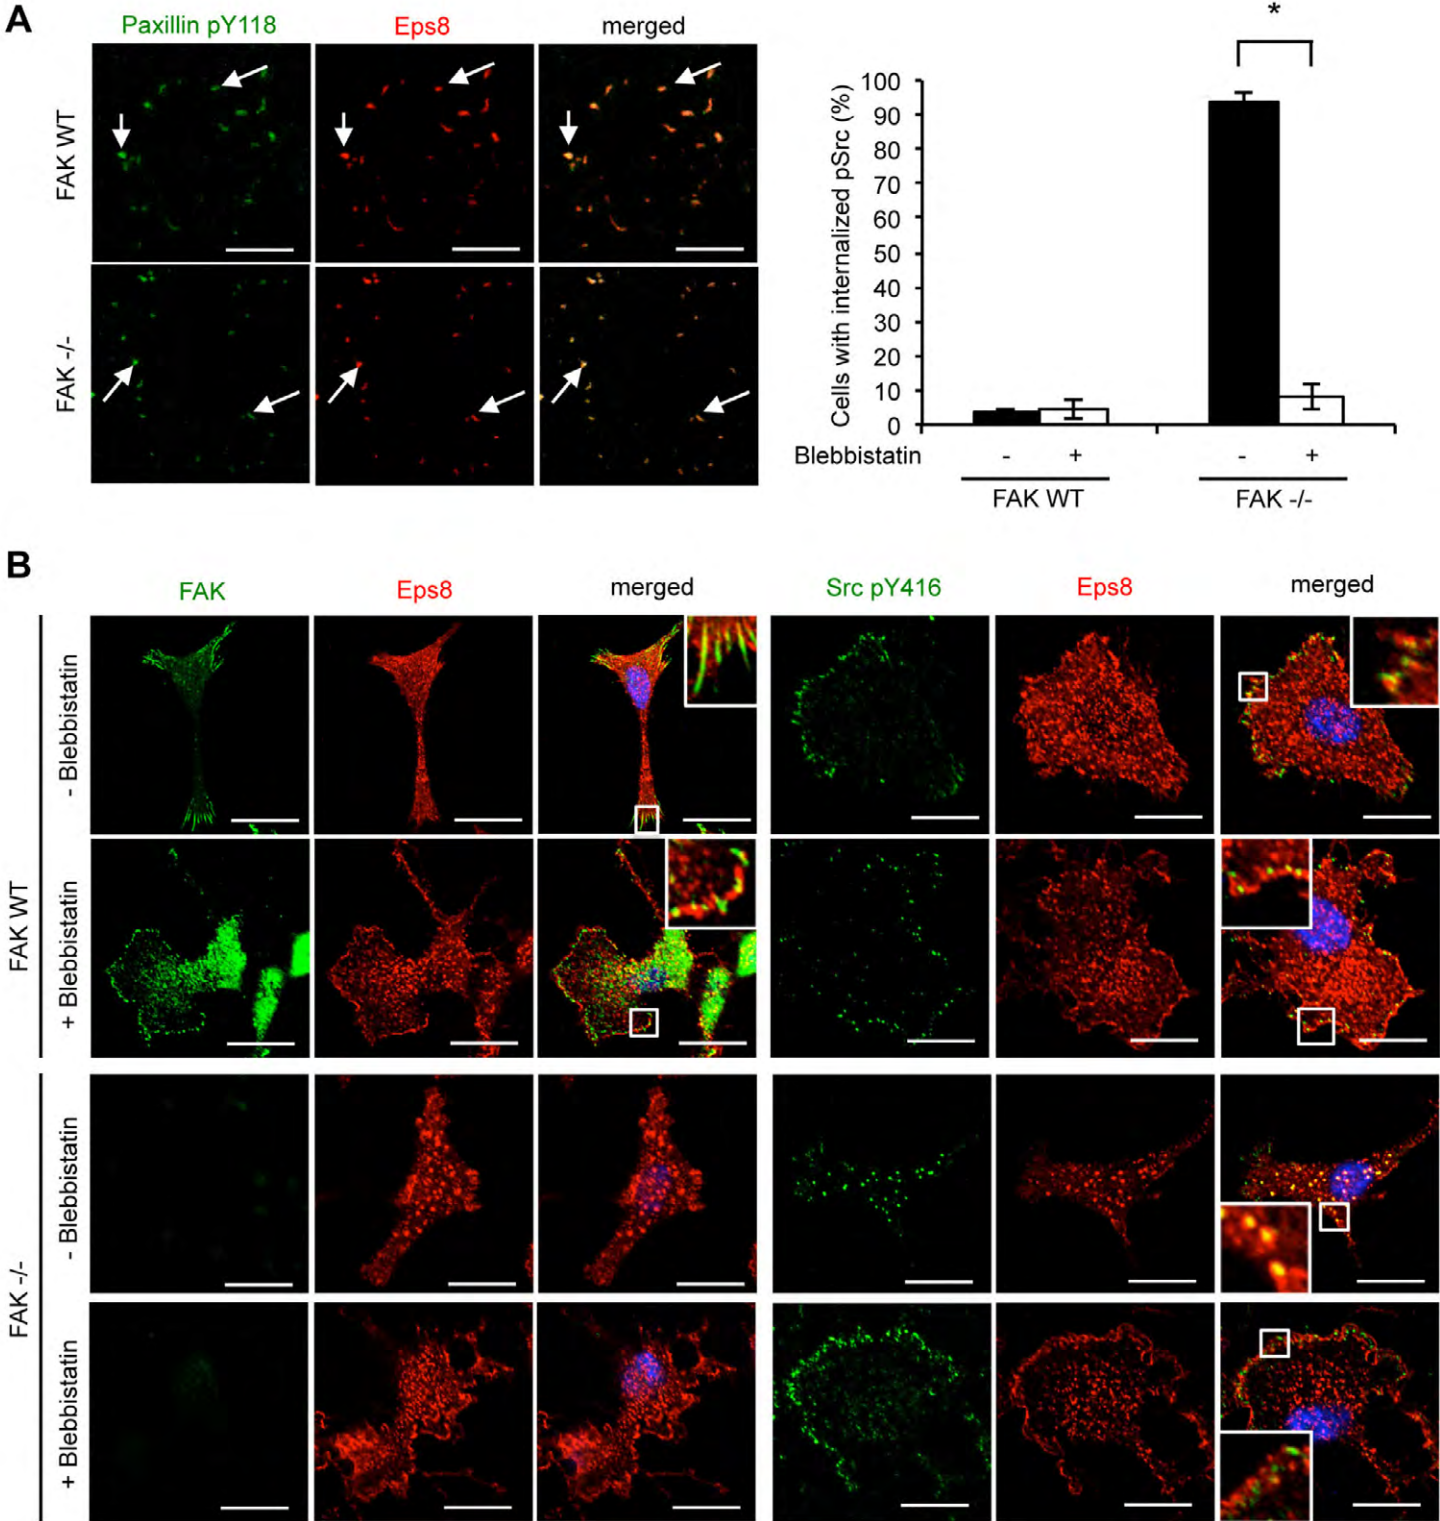 A
Paxillin pY118 Eps8 merged
FAK WT
FAK -/-
*
Cells with internalized pSrc (%)
100
90
80
70
60
50
40
30
20
10
0
Blebbistatin - + - +
FAK WT FAK -/-
B
FAK Eps8 merged Src pY416 Eps8 merged
FAK WT
- Blebbistatin
+ Blebbistatin
FAK -/-
- Blebbistatin
+ Blebbistatin